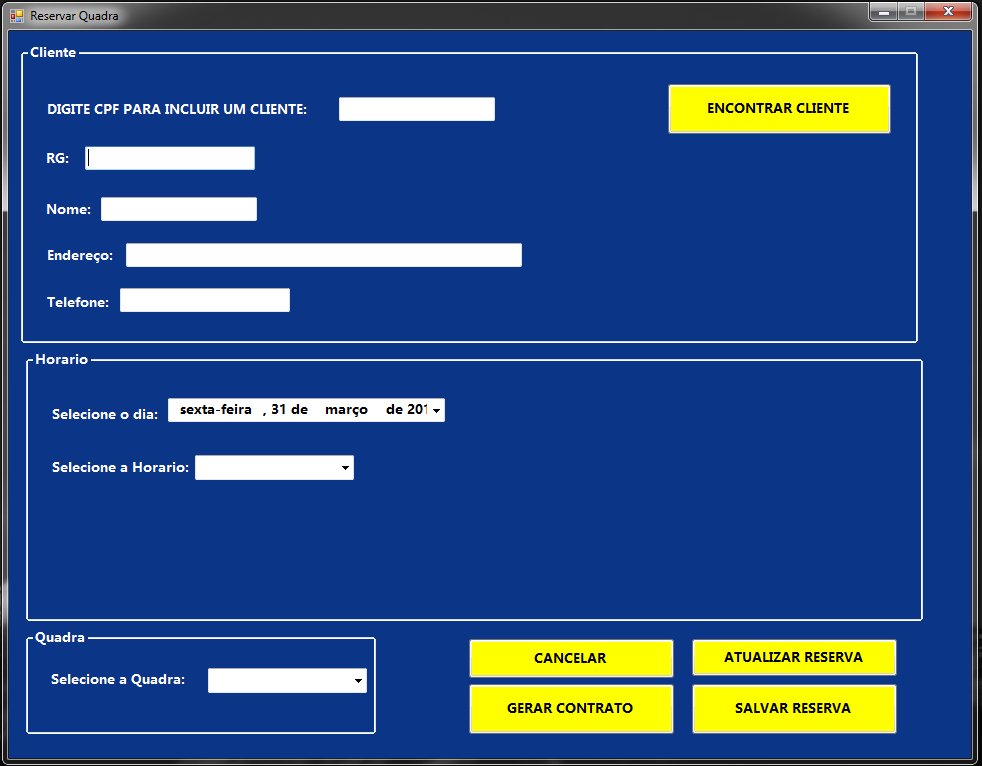 Reservar Quadra
Cliente
DIGITE CPF PARA INCLUIR UM CLIENTE:
ENCONTRAR CLIENTE
RG:
Nome:
Endereço:
Telefone:
Horario
Selecione o dia: sexta-feira , 31 de março de 201
Selecione a Horario:
Quadra
Selecione a Quadra:
CANCELAR
ATUALIZAR RESERVA
GERAR CONTRATO
SALVAR RESERVA